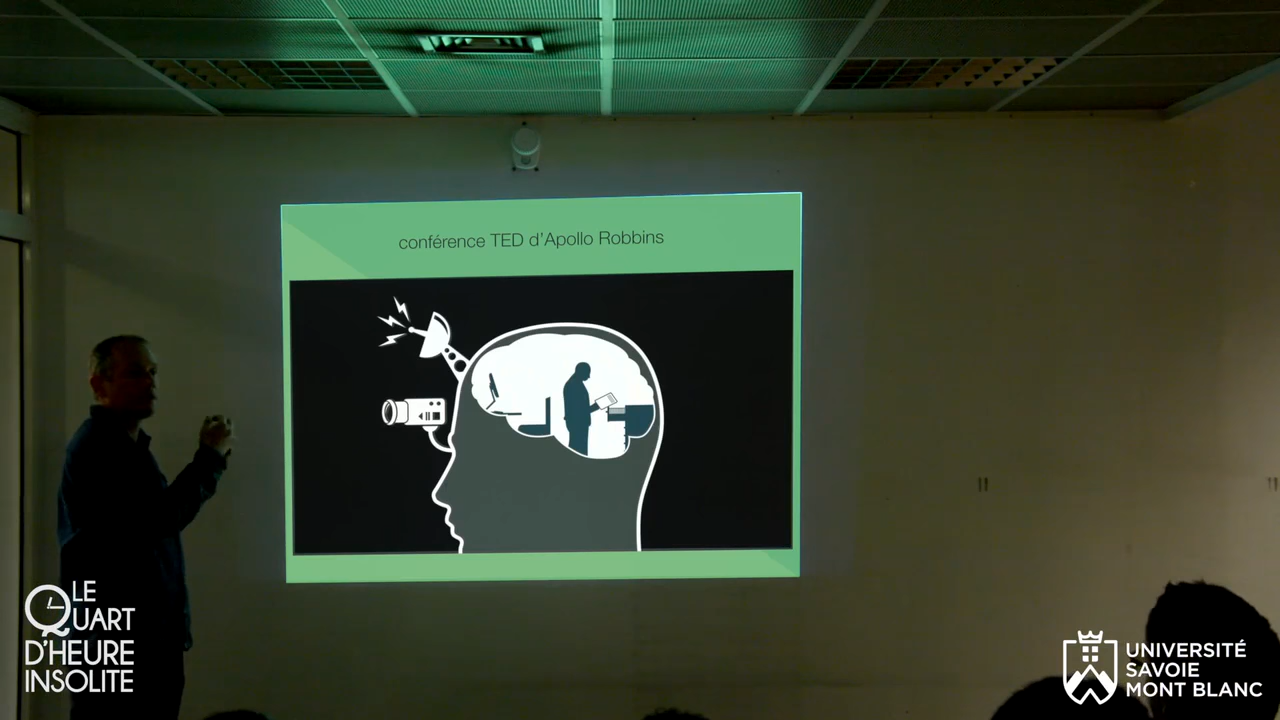 conférence TED d'Apollo Robbins
LE
QUART
D'HEURE
INSOLITE
UNIVERSITÉ
SAVOIE
MONT BLANC